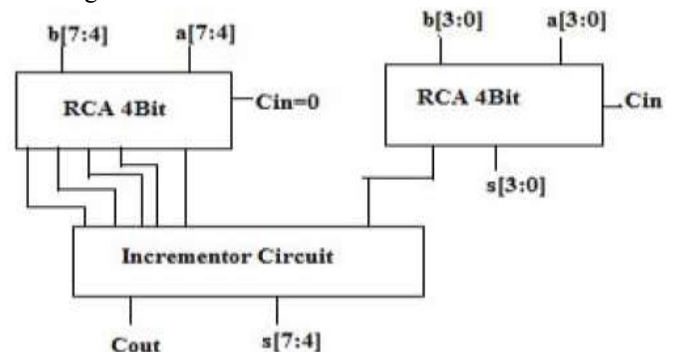 b[7:4] a[7:4] b[3:0] a[3:0]
RCA 4Bit Cin=0 RCA 4Bit Cin
s[3:0]
Incrementor Circuit
Cout s[7:4]